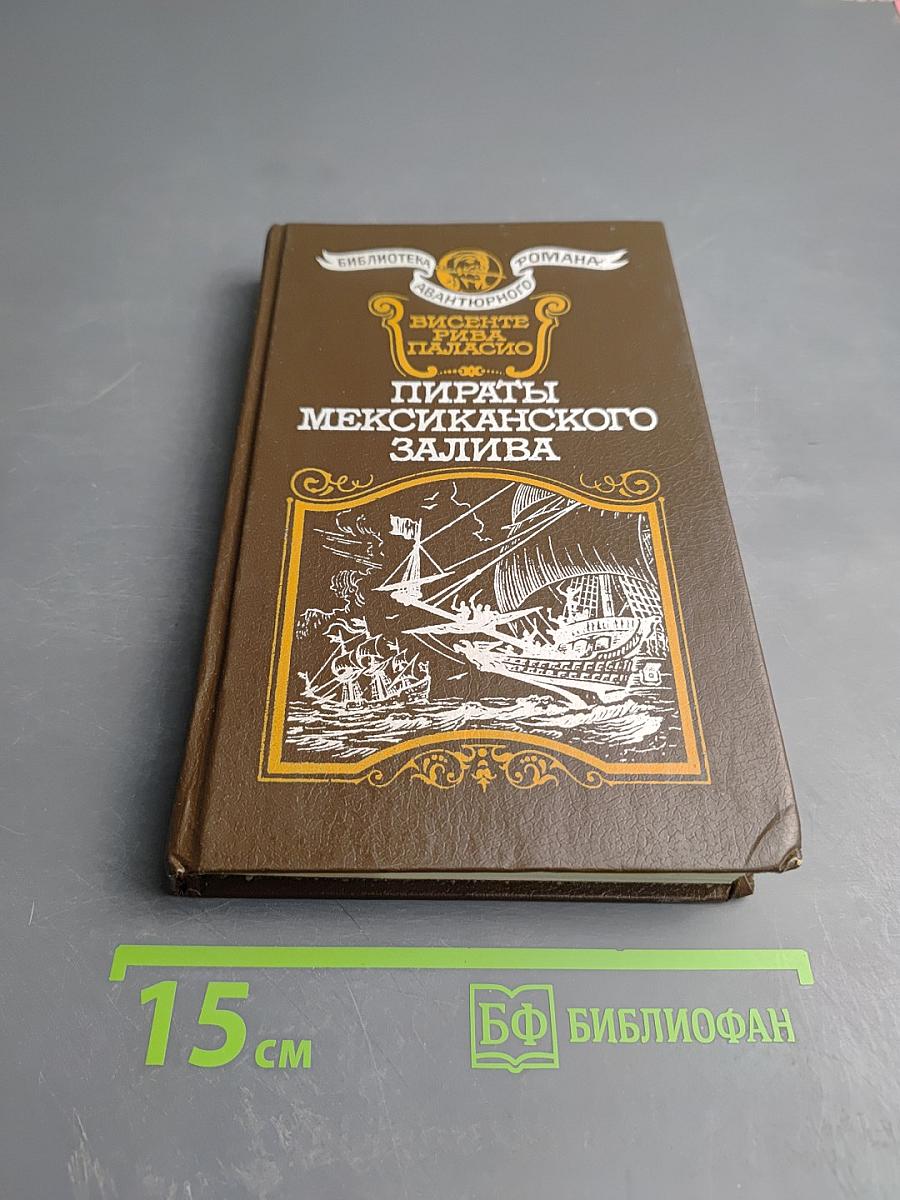 БИБЛИОТЕКА
АВАНТЮРНОГО
РОМАНА
ВИСЕНТЕ
РИВА
ПАЛАСИО
ПИРАТЫ
МЕКСИКАНСКОГО
ЗАЛИВА
15 см
БФ БИБЛИОФАН